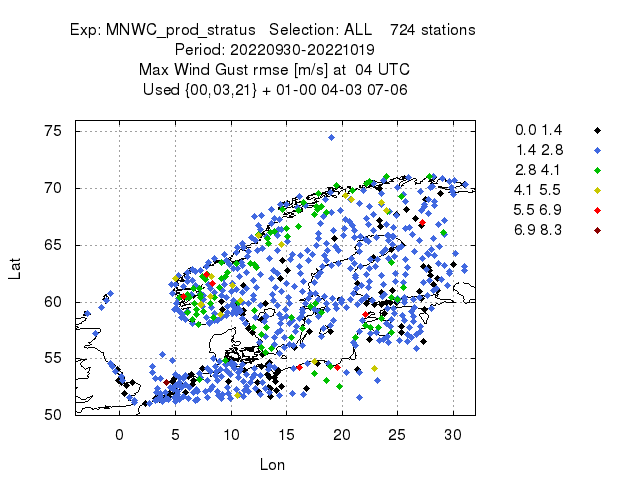 Exp: MNWC_prod_stratus   Selection: ALL    724 stations
Period: 20220930-20221019
Max Wind Gust rmse [m/s] at  04 UTC
Used {00,03,21} + 01-00 04-03 07-06
75
70
65
60
55
50
0 5 10 15 20 25 30
Lat
Lon
0.0 1.4
1.4 2.8
2.8 4.1
4.1 5.5
5.5 6.9
6.9 8.3